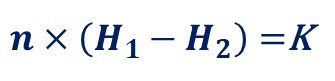 n × (H₁ − H₂) = K